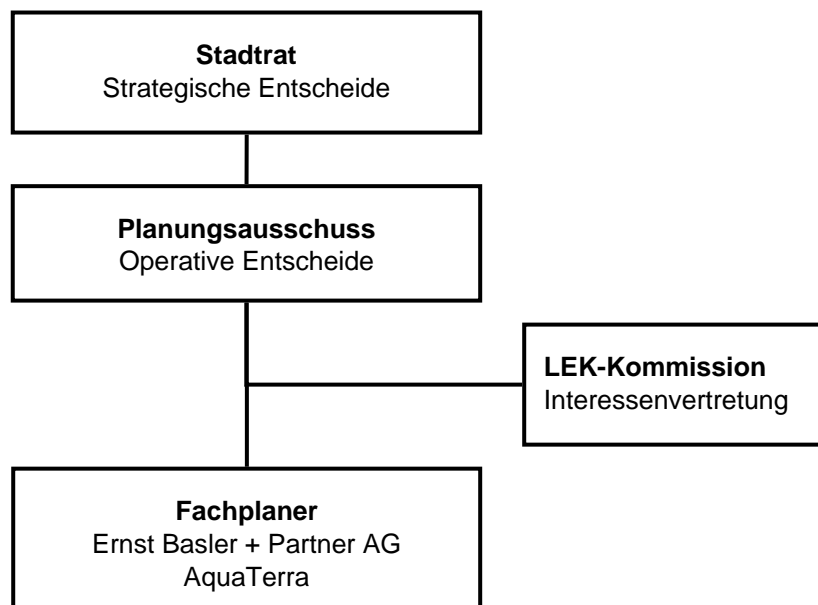 Stadtrat
Strategische Entscheide
Planungsausschuss
Operative Entscheide
LEK-Kommission
Interessenvertretung
Fachplaner
Ernst Basler + Partner AG
AquaTerra